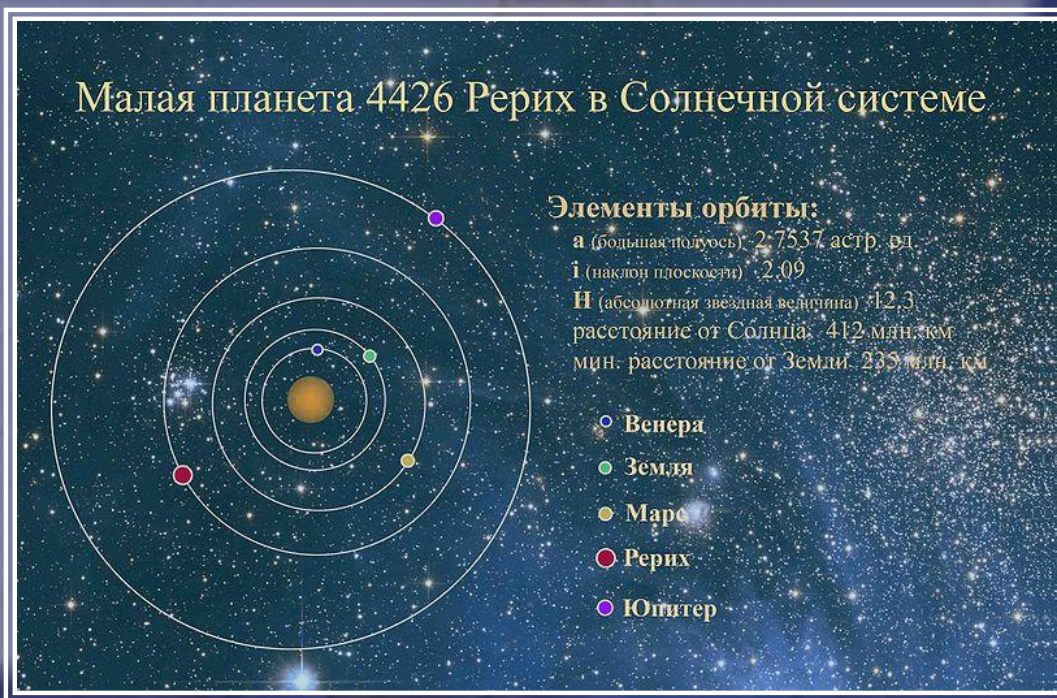 Малая планета 4426 Рерих в Солнечной системе
Элементы орбиты:
а (большая полуось) 2.7537 астр. ед.
i (наклон плоскости) 2.09
Н (абсолютная звездная величина) 12.3
расстояние от Солнца 412 млн. км
мин. расстояние от Земли 235 млн. км
Венера
Земля
Марс
Рерих
Юпитер